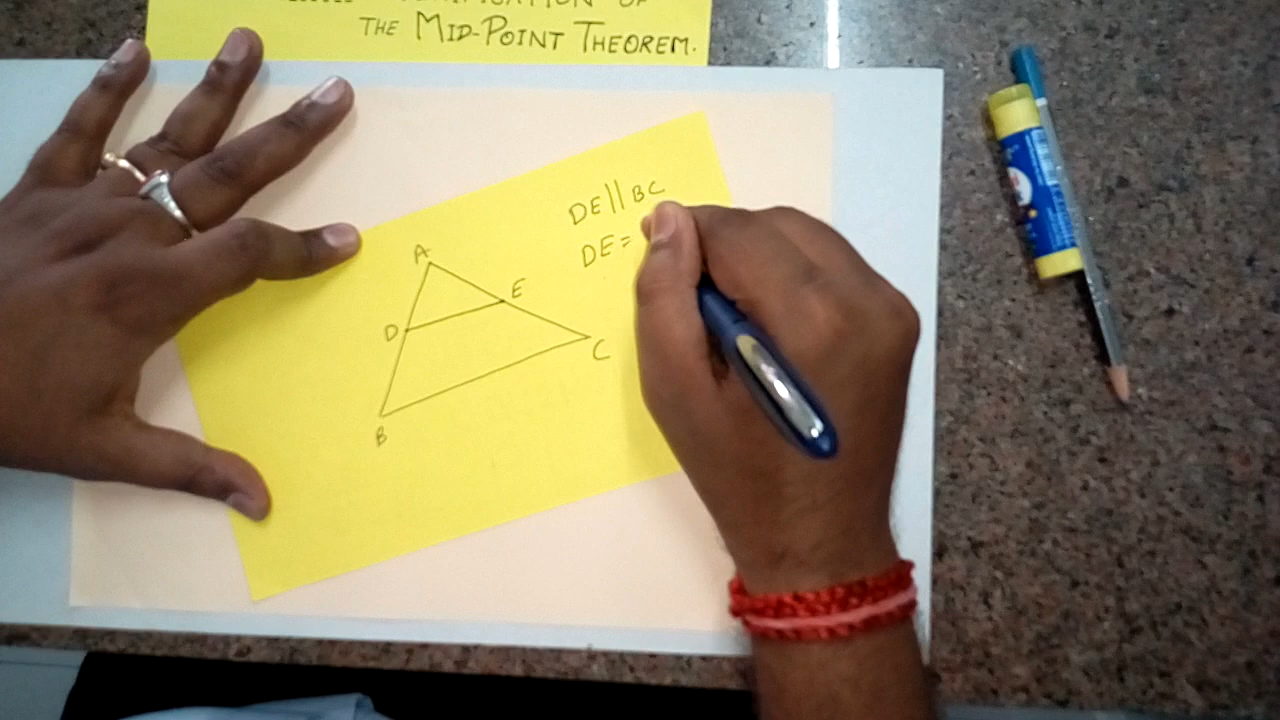 THE MID-POINT THEOREM.
DE||BC
DE=
A
E
D
C
B